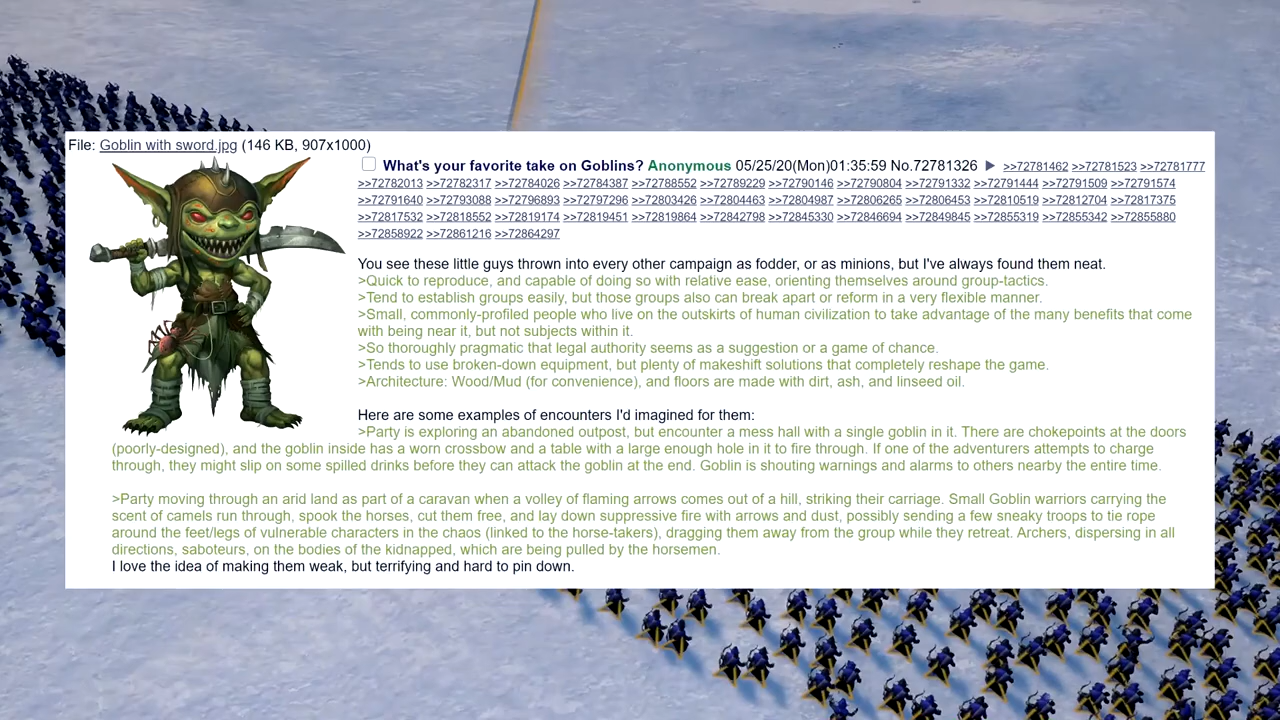 File: Goblin with sword.jpg (146 KB, 907x1000)
What's your favorite take on Goblins? Anonymous 05/25/20(Mon)01:35:59 No.72781326 ▶ >>72781462 >>72781523 >>72781777
>>72782013 >>72782317 >>72784026 >>72784387 >>72788552 >>72789229 >>72790146 >>72790804 >>72791332 >>72791444 >>72791509 >>72791574
>>72791640 >>72793088 >>72796893 >>72797296 >>72803426 >>72804463 >>72804987 >>72806265 >>72806453 >>72810519 >>72812704 >>72817375
>>72817532 >>72818552 >>72819174 >>72819451 >>72819864 >>72842798 >>72845330 >>72846694 >>72849845 >>72855319 >>72855342 >>72855880
>>72858922 >>72861216 >>72864297
You see these little guys thrown into every other campaign as fodder, or as minions, but I've always found them neat.
>Quick to reproduce, and capable of doing so with relative ease, orienting themselves around group-tactics.
>Tend to establish groups easily, but those groups also can break apart or reform in a very flexible manner.
>Small, commonly-profiled people who live on the outskirts of human civilization to take advantage of the many benefits that come
with being near it, but not subjects within it.
>So thoroughly pragmatic that legal authority seems as a suggestion or a game of chance.
>Tends to use broken-down equipment, but plenty of makeshift solutions that completely reshape the game.
>Architecture: Wood/Mud (for convenience), and floors are made with dirt, ash, and linseed oil.
Here are some examples of encounters I'd imagined for them:
>Party is exploring an abandoned outpost, but encounter a mess hall with a single goblin in it. There are chokepoints at the doors
(poorly-designed), and the goblin inside has a worn crossbow and a table with a large enough hole in it to fire through. If one of the adventurers attempts to charge
through, they might slip on some spilled drinks before they can attack the goblin at the end. Goblin is shouting warnings and alarms to others nearby the entire time.
>Party moving through an arid land as part of a caravan when a volley of flaming arrows comes out of a hill, striking their carriage. Small Goblin warriors carrying the
scent of camels run through, spook the horses, cut them free, and lay down suppressive fire with arrows and dust, possibly sending a few sneaky troops to tie rope
around the feet/legs of vulnerable characters in the chaos (linked to the horse-takers), dragging them away from the group while they retreat. Archers, dispersing in all
directions, saboteurs, on the bodies of the kidnapped, which are being pulled by the horsemen.
I love the idea of making them weak, but terrifying and hard to pin down.